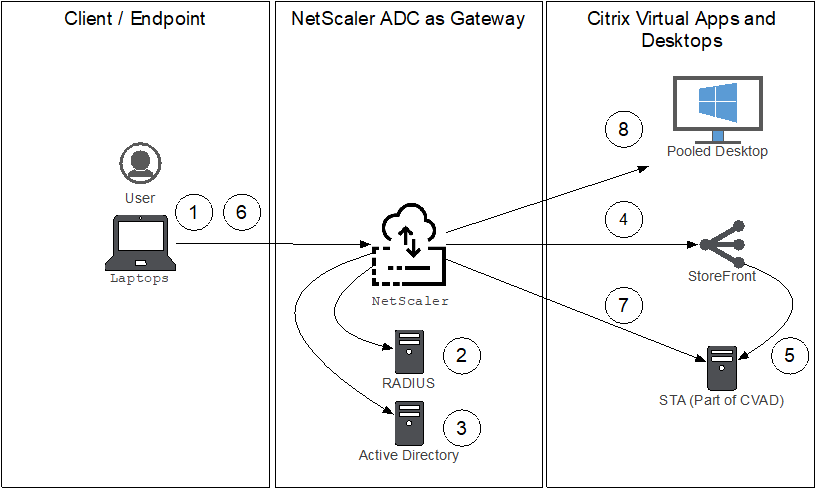 Client / Endpoint
NetScaler ADC as Gateway
Citrix Virtual Apps and
Desktops
8
Pooled Desktop
User
1
6
4
Laptops
StoreFront
NetScaler
7
2
5
RADIUS
STA (Part of CVAD)
3
Active Directory